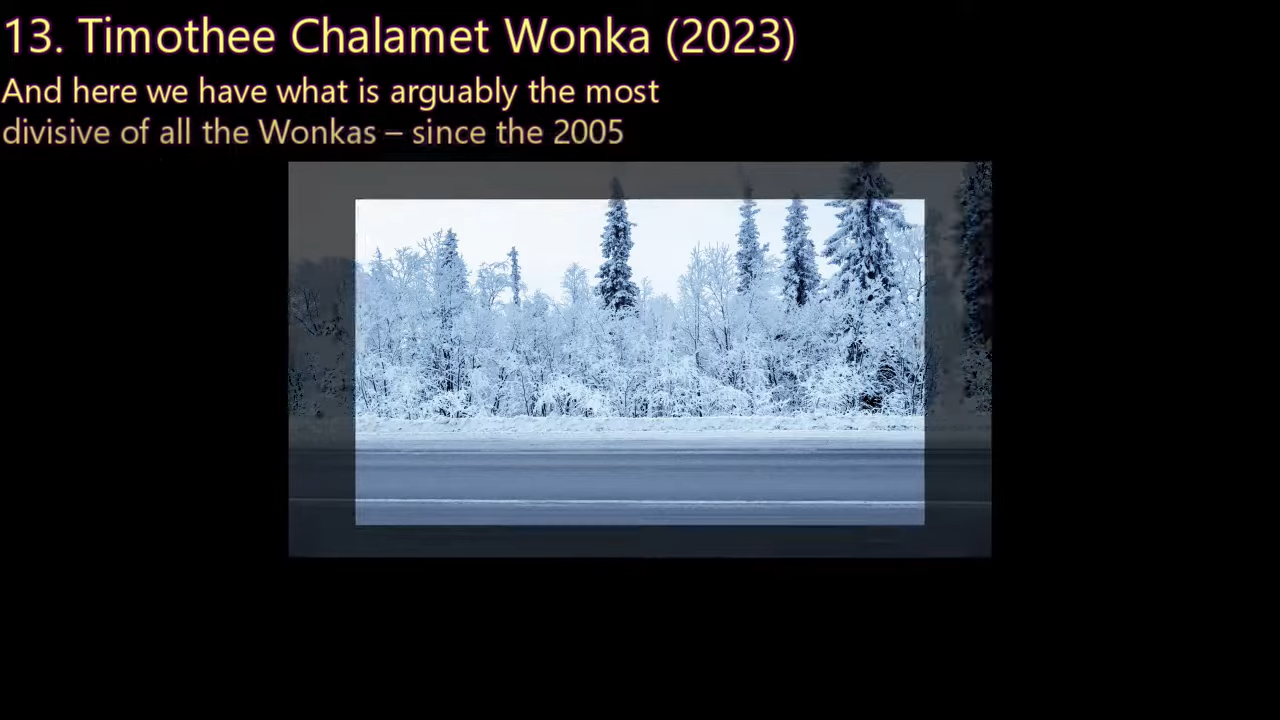 13. Timothee Chalamet Wonka (2023)
And here we have what is arguably the most
divisive of all the Wonkas – since the 2005